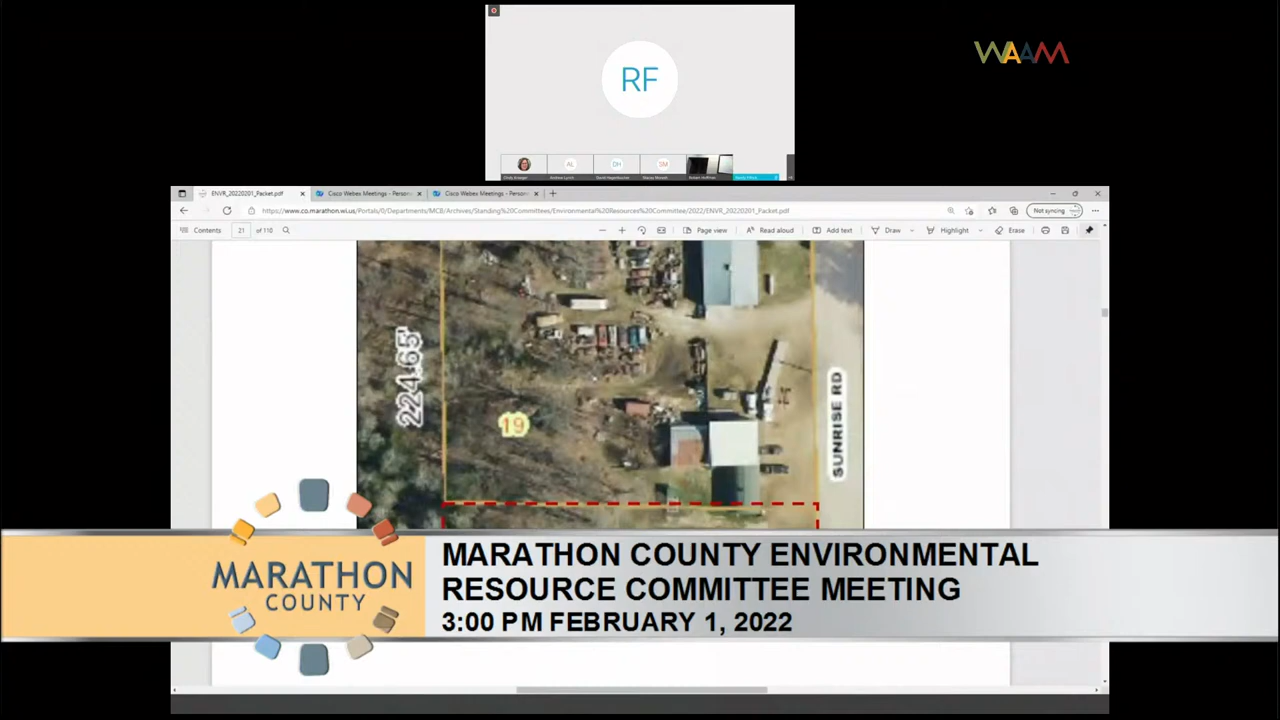 WAAM
RF
AL
DH
SM
ENVR_20220201_Packet.pdf
Cisco Webex Meetings - Person
Cisco Webex Meetings - Person
https://www.co.marathon.wi.us/Portals/0/Departments/MCB/Archives/Standing%20Committees/Environmental%20Resources%20Committee/2022/ENVR_20220201_Packet.pdf
Not syncing
Contents
21
of 110
Page view
Read aloud
Add text
Draw
Highlight
Erase
224.65'
19
SUNRISE RD
MARATHON
COUNTY
MARATHON COUNTY ENVIRONMENTAL
RESOURCE COMMITTEE MEETING
3:00 PM FEBRUARY 1, 2022